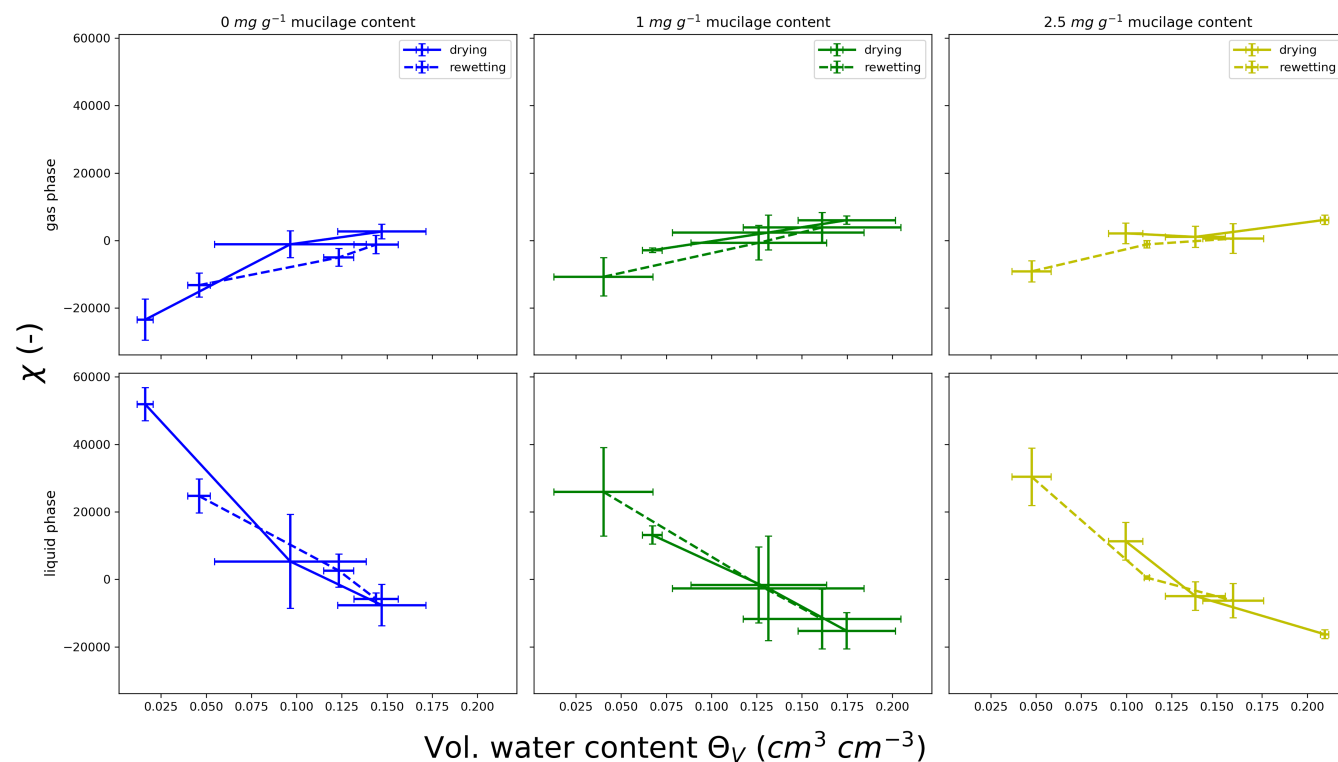 0 mg g⁻¹ mucilage content
1 mg g⁻¹ mucilage content
2.5 mg g⁻¹ mucilage content
60000
40000
20000
0
−20000
gas phase
drying
rewetting
drying
rewetting
drying
rewetting
χ (-)
60000
40000
20000
0
−20000
liquid phase
0.025 0.050 0.075 0.100 0.125 0.150 0.175 0.200
0.025 0.050 0.075 0.100 0.125 0.150 0.175 0.200
0.025 0.050 0.075 0.100 0.125 0.150 0.175 0.200
Vol. water content Θ_V (cm³ cm⁻³)